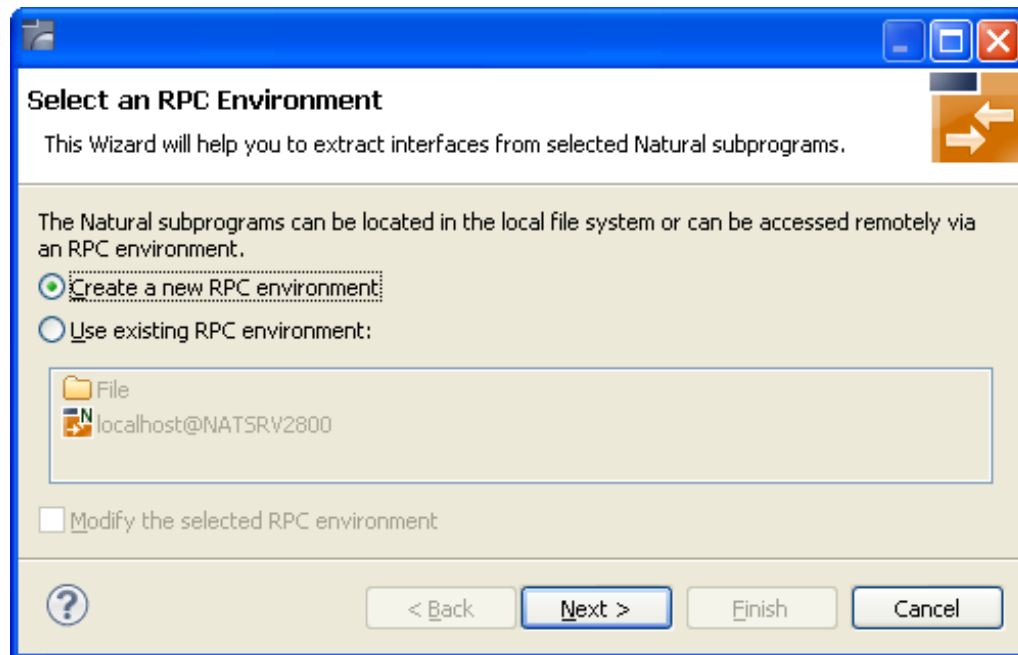 Select an RPC Environment
This Wizard will help you to extract interfaces from selected Natural subprograms.
The Natural subprograms can be located in the local file system or can be accessed remotely via
an RPC environment.
Create a new RPC environment
Use existing RPC environment:
File
N
localhost@NATSRV2800
Modify the selected RPC environment
?
< Back
Next >
Finish
Cancel